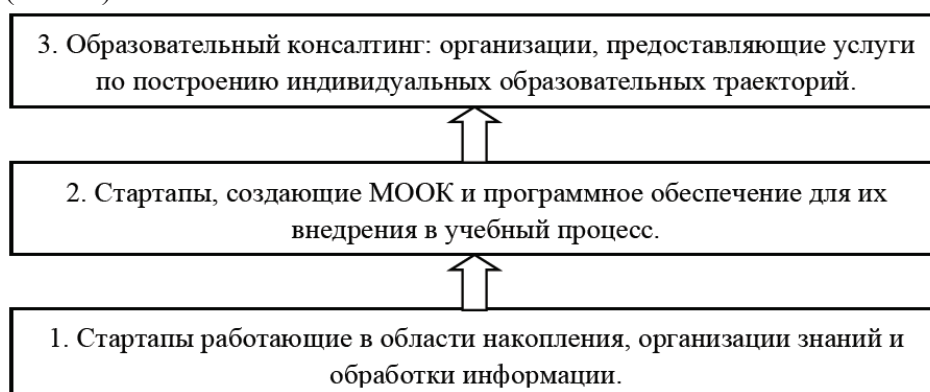 3. Образовательный консалтинг: организации, предоставляющие услуги
по построению индивидуальных образовательных траекторий.
2. Стартапы, создающие МООК и программное обеспечение для их
внедрения в учебный процесс.
1. Стартапы работающие в области накопления, организации знаний и
обработки информации.